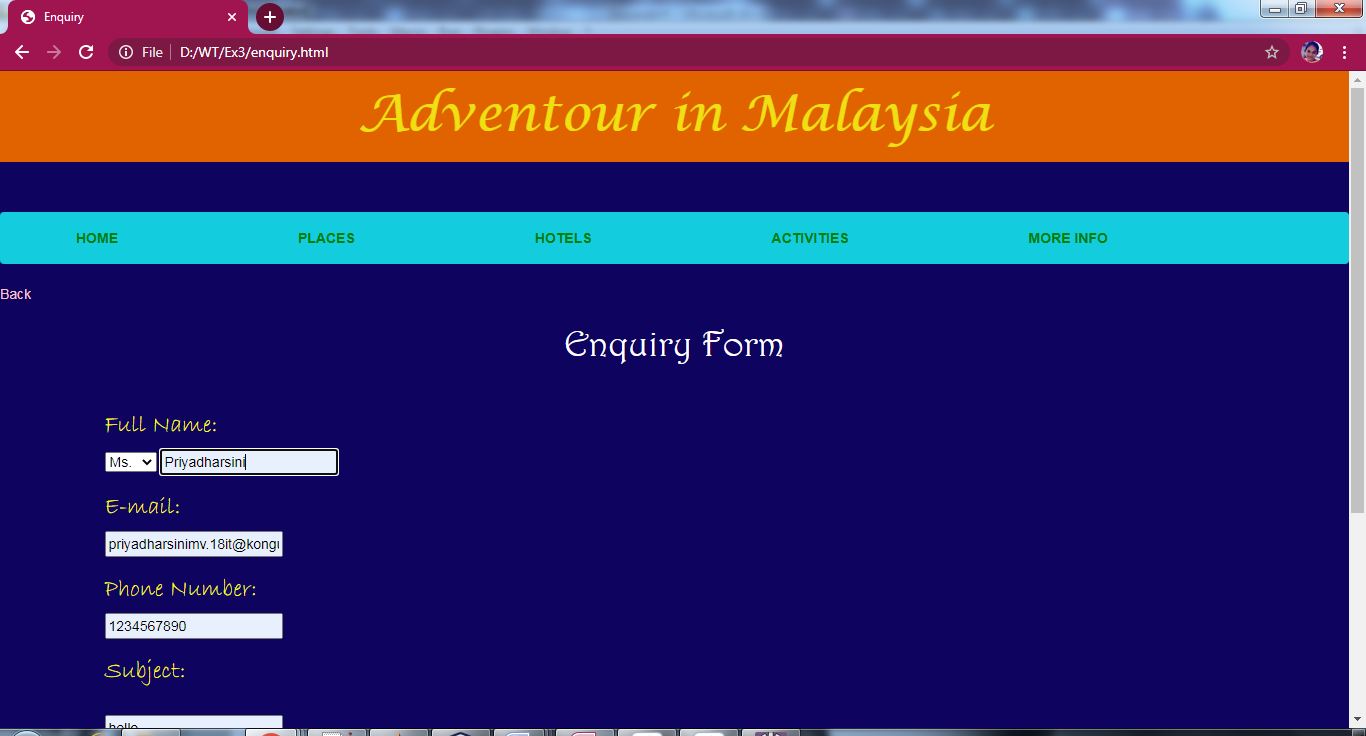 Enquiry
File D:/WT/Ex3/enquiry.html
Adventour in Malaysia
HOME PLACES HOTELS ACTIVITIES MORE INFO
Back
Enquiry Form
Full Name:
Ms. Priyadharsini
E-mail:
priyadharsinimv.18it@kongu
Phone Number:
1234567890
Subject:
hello